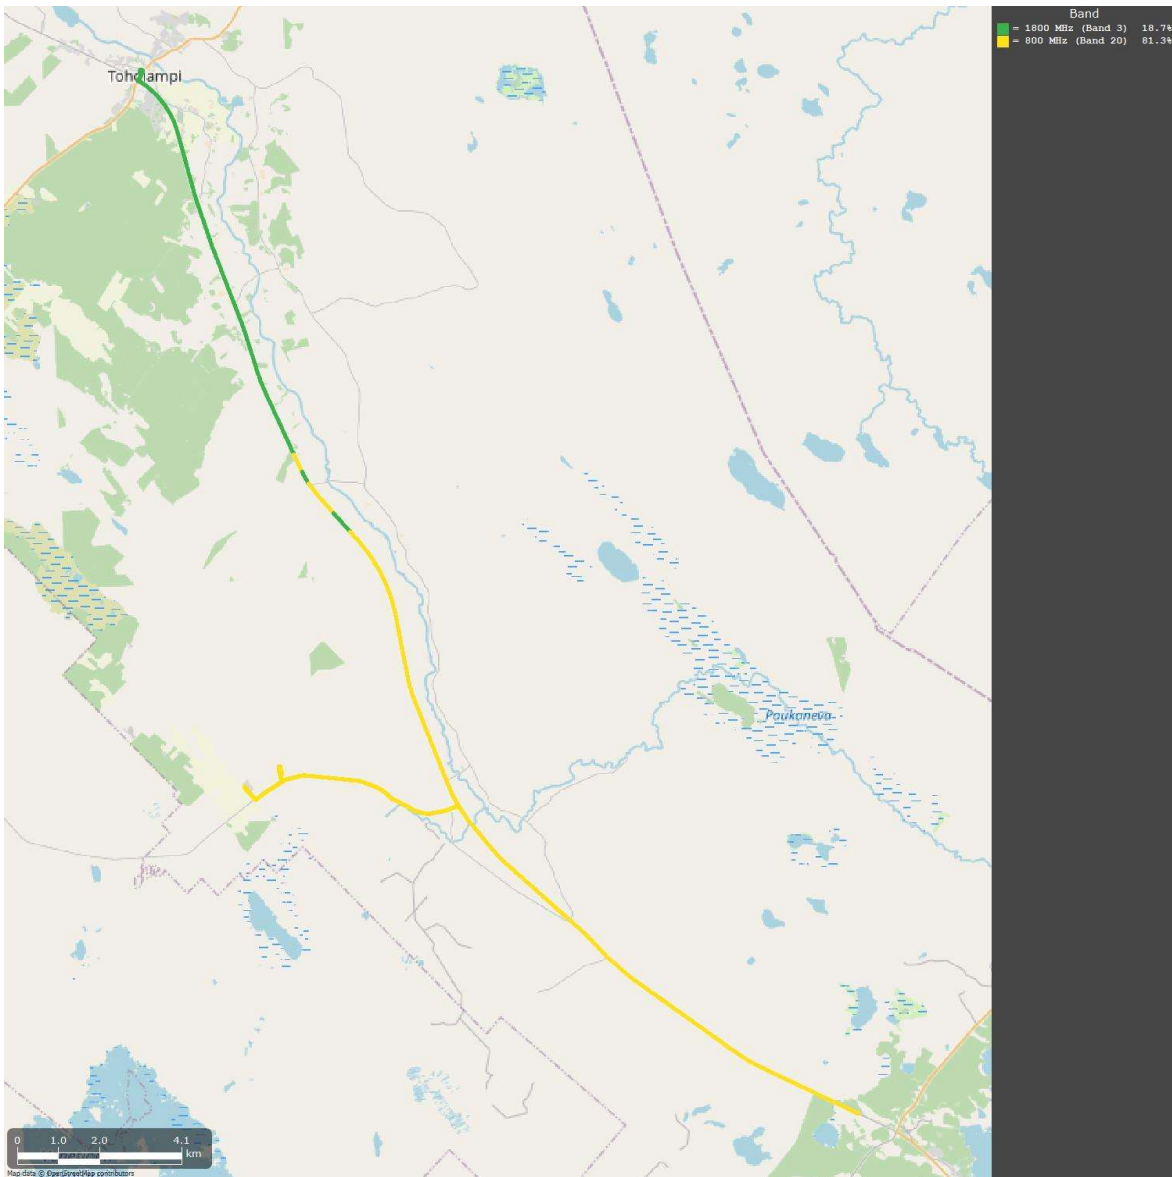 Band
= 1800 MHz (Band 3) 18.7%
= 800 MHz (Band 20) 81.3%
Toholampi
Paukaneva
0 1.0 2.0 4.1
km
Map data © OpenStreetMap contributors